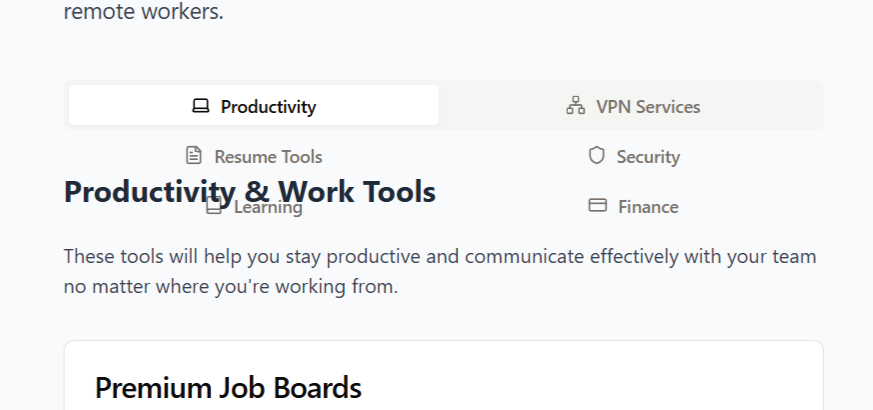 remote workers.
Productivity
VPN Services
Resume Tools
Security
Productivity & Work Tools
Learning
Finance
These tools will help you stay productive and communicate effectively with your team
no matter where you're working from.
Premium Job Boards